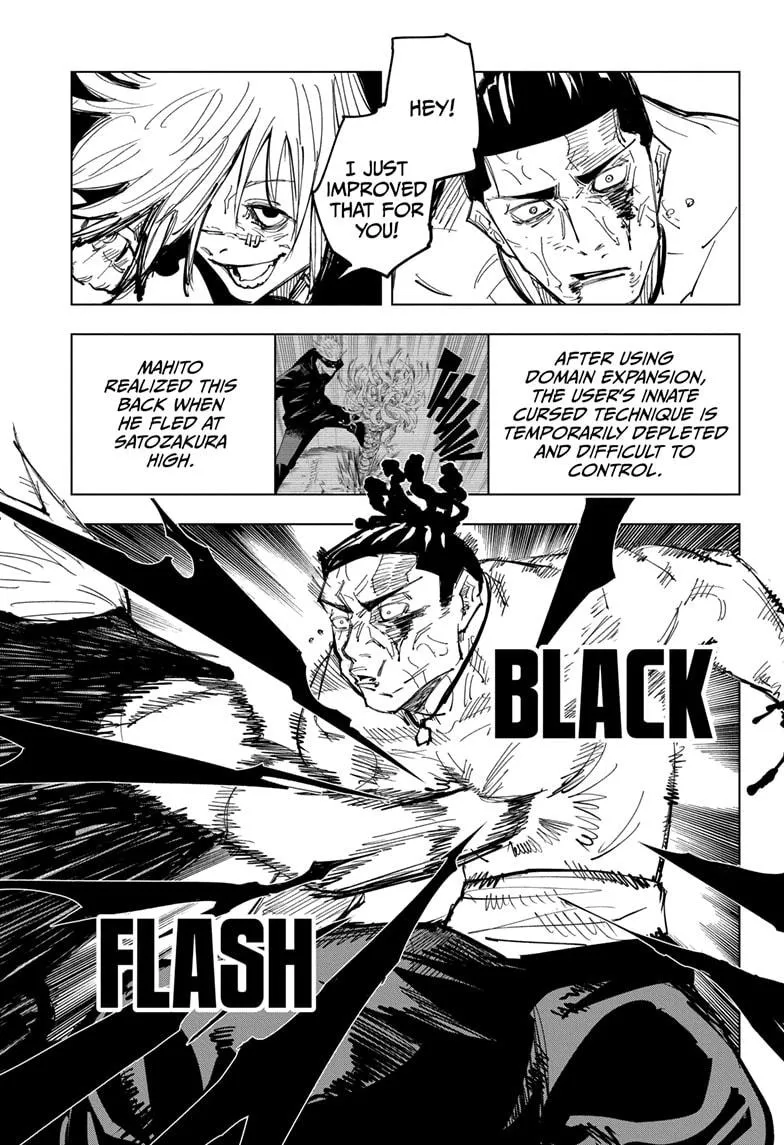 HEY!
I JUST
IMPROVED
THAT FOR
YOU!
AFTER USING
DOMAIN EXPANSION,
THE USER'S INNATE
CURSED TECHNIQUE IS
TEMPORARILY DEPLETED
AND DIFFICULT TO
CONTROL.
MAHITO
REALIZED THIS
BACK WHEN
HE FLED AT
SATOZAKURA
HIGH.
BLACK
FLASH